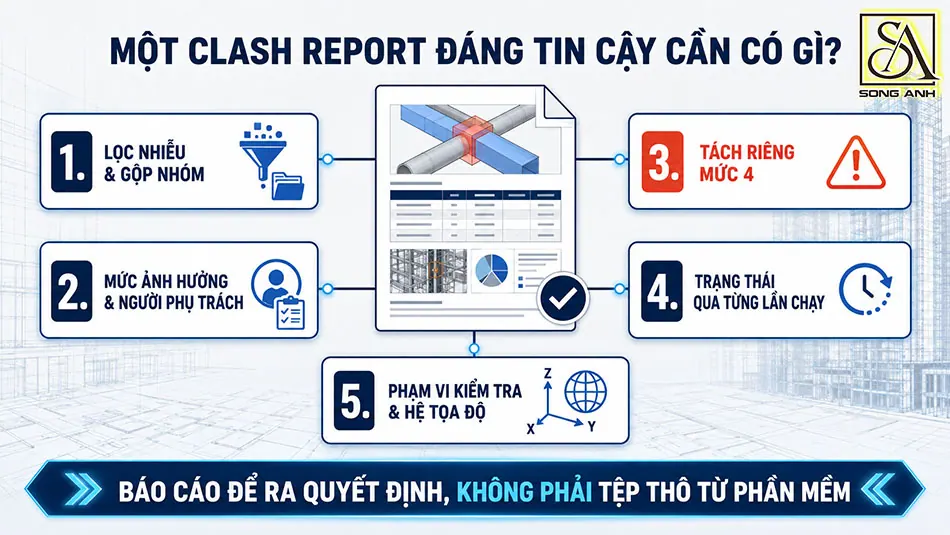 MỘT CLASH REPORT ĐÁNG TIN CẬY CẦN CÓ GÌ?
SA
SONG ANH
1.
LỌC NHIỄU
& GỘP NHÓM
2.
MỨC ẢNH HƯỞNG
& NGƯỜI PHỤ TRÁCH
3.
TÁCH RIÊNG
MỨC 4
4.
TRẠNG THÁI
QUA TỪNG LẦN CHẠY
5.
PHẠM VI KIỂM TRA
& HỆ TỌA ĐỘ
Z
X
Y
BÁO CÁO ĐỂ RA QUYẾT ĐỊNH, KHÔNG PHẢI TỆP THÔ TỪ PHẦN MỀM